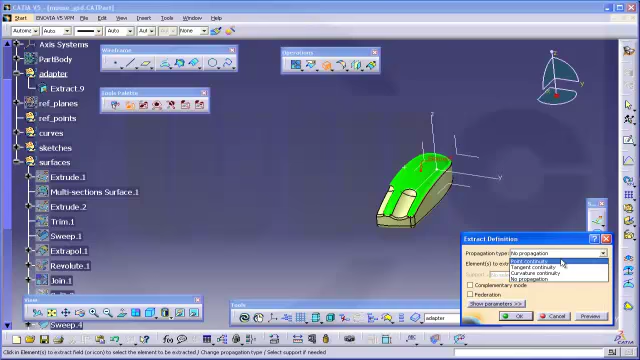 CATIA V5 - [mouse_gsd.CATPart]
Start ENOVIA V5 VPM File Edit View Insert Tools Window Help
Axis Systems
PartBody
adapter
Extract.9
ref_planes
ref_points
curves
sketches
surfaces
Extrude.1
Multi-sections Surface.1
Extrude.2
Trim.1
Sweep.1
Extrapol.1
Revolute.1
Join.1
Sweep.4
Wireframe
Operations
View
Tools
adapter
Extract Definition
Propagation type: No propagation
Point continuity
Tangent continuity
Curvature continuity
No propagation
Complementary mode
Federation
Show parameters >>
OK Cancel Preview
Click in Element(s) to extract field (or icon) to select the element to be extracted / Change propagation type / Select support if needed